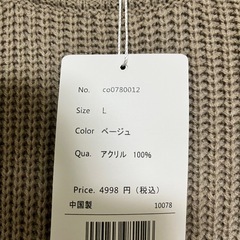 No. co0780012
Size L
Color ベージュ
Qua. アクリル 100%
Price. 4998 円（税込）
中国製 10078